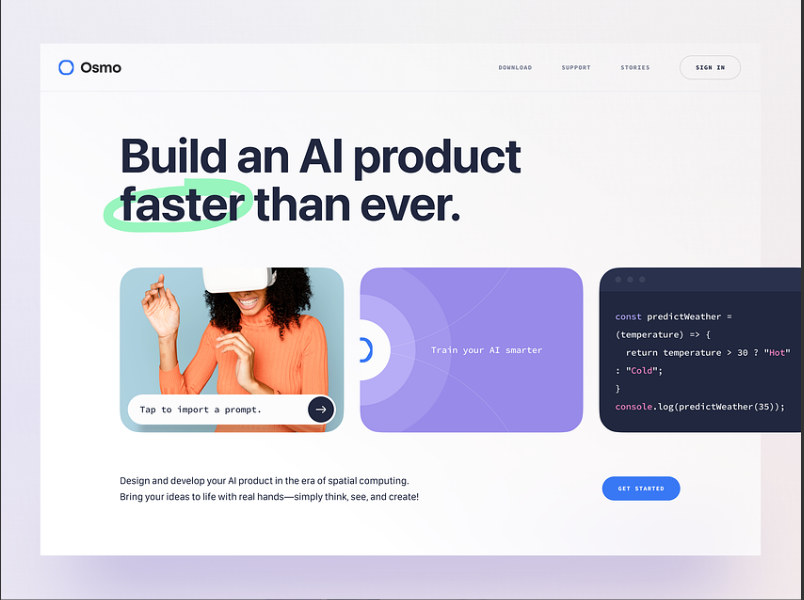 Osmo
DOWNLOAD
SUPPORT
STORIES
SIGN IN
Build an AI product
faster than ever.
Tap to import a prompt.
Train your AI smarter
const predictWeather =
(temperature) => {
return temperature > 30 ? "Hot"
: "Cold";
}
console.log(predictWeather(35));
Design and develop your AI product in the era of spatial computing.
Bring your ideas to life with real hands—simply think, see, and create!
GET STARTED